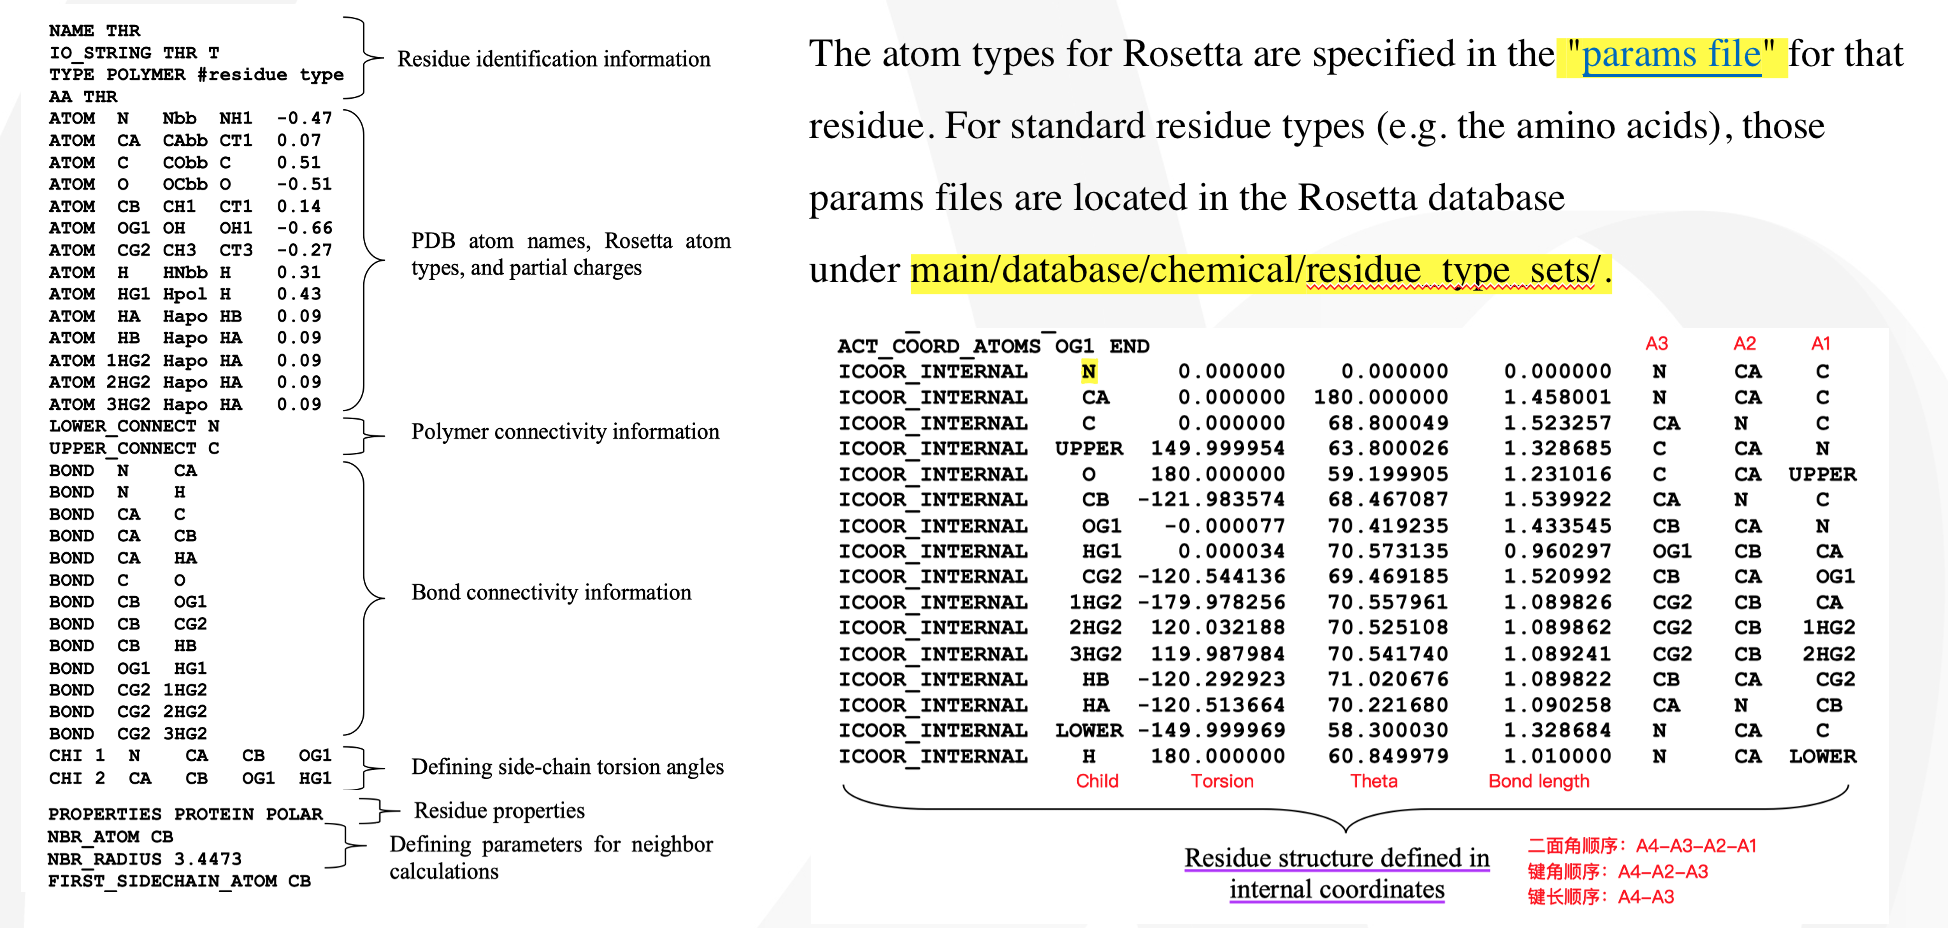 NAME THR
IO_STRING THR T
TYPE POLYMER #residue type
AA THR
Residue identification information
ATOM N Nbb NH1 -0.47
ATOM CA CAbb CT1 0.07
ATOM C CObb C 0.51
ATOM O OCbb O -0.51
ATOM CB CH1 CT1 0.14
ATOM OG1 OH OH1 -0.66
ATOM CG2 CH3 CT3 -0.27
ATOM H HNbb H 0.31
ATOM HG1 Hpol H 0.43
ATOM HA Hapo HB 0.09
ATOM HB Hapo HA 0.09
ATOM 1HG2 Hapo HA 0.09
ATOM 2HG2 Hapo HA 0.09
ATOM 3HG2 Hapo HA 0.09
PDB atom names, Rosetta atom
types, and partial charges
LOWER_CONNECT N
UPPER_CONNECT C
Polymer connectivity information
BOND N CA
BOND N H
BOND CA C
BOND CA CB
BOND CA HA
BOND C O
BOND CB OG1
BOND CB CG2
BOND CB HB
BOND OG1 HG1
BOND CG2 1HG2
BOND CG2 2HG2
BOND CG2 3HG2
Bond connectivity information
CHI 1 N CA CB OG1
CHI 2 CA CB OG1 HG1
Defining side-chain torsion angles
PROPERTIES PROTEIN POLAR
Residue properties
NBR_ATOM CB
NBR_RADIUS 3.4473
FIRST_SIDECHAIN_ATOM CB
Defining parameters for neighbor
calculations
The atom types for Rosetta are specified in the "params file" for that
residue. For standard residue types (e.g. the amino acids), those
params files are located in the Rosetta database
under main/database/chemical/residue_type_sets/.
ACT_COORD_ATOMS OG1 END A3 A2 A1
ICOOR_INTERNAL N 0.000000 0.000000 0.000000 N CA C
ICOOR_INTERNAL CA 0.000000 180.000000 1.458001 N CA C
ICOOR_INTERNAL C 0.000000 68.800049 1.523257 CA N C
ICOOR_INTERNAL UPPER 149.999954 63.800026 1.328685 C CA N
ICOOR_INTERNAL O 180.000000 59.199905 1.231016 C CA UPPER
ICOOR_INTERNAL CB -121.983574 68.467087 1.539922 CA N C
ICOOR_INTERNAL OG1 -0.000077 70.419235 1.433545 CB CA N
ICOOR_INTERNAL HG1 0.000034 70.573135 0.960297 OG1 CB CA
ICOOR_INTERNAL CG2 -120.544136 69.469185 1.520992 CB CA OG1
ICOOR_INTERNAL 1HG2 -179.978256 70.557961 1.089826 CG2 CB CA
ICOOR_INTERNAL 2HG2 120.032188 70.525108 1.089862 CG2 CB 1HG2
ICOOR_INTERNAL 3HG2 119.987984 70.541740 1.089241 CG2 CB 2HG2
ICOOR_INTERNAL HB -120.292923 71.020676 1.089822 CB CA CG2
ICOOR_INTERNAL HA -120.513664 70.221680 1.090258 CA N CB
ICOOR_INTERNAL LOWER -149.999969 58.300030 1.328684 N CA C
ICOOR_INTERNAL H 180.000000 60.849979 1.010000 N CA LOWER
Child Torsion Theta Bond length
Residue structure defined in
internal coordinates
二面角顺序：A4-A3-A2-A1
键角顺序：A4-A2-A3
键长顺序：A4-A3